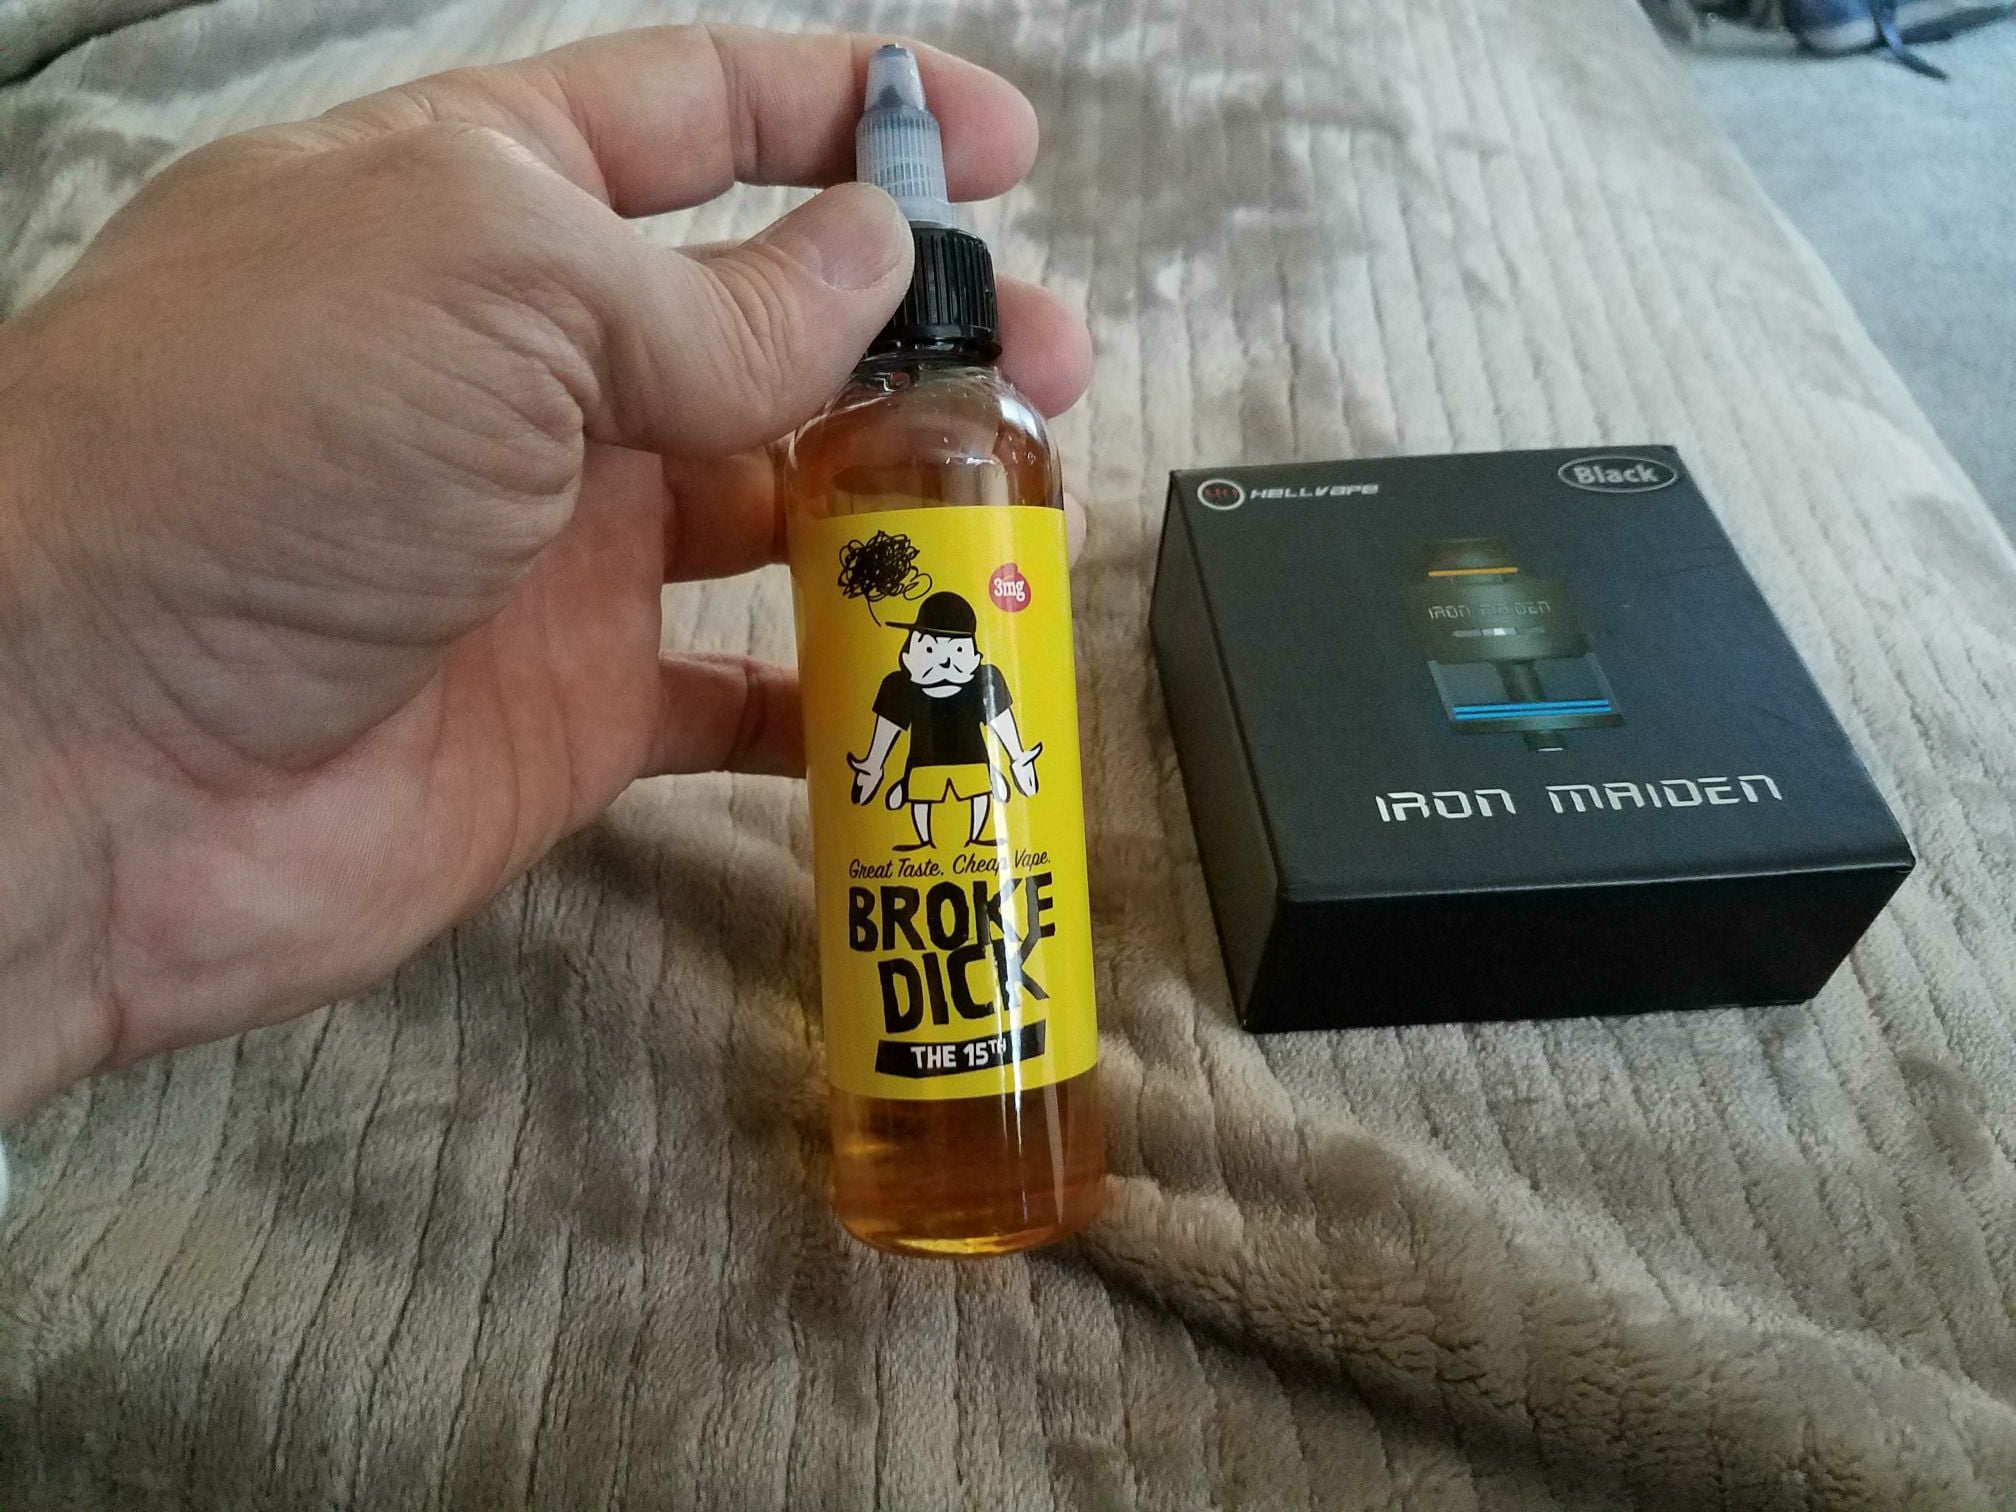 3mg
Great Taste. Cheap Vape.
BROKE
DICK
THE 15TH
HELLVAPE
Black
IRON MAIDEN
IRON MAIDEN